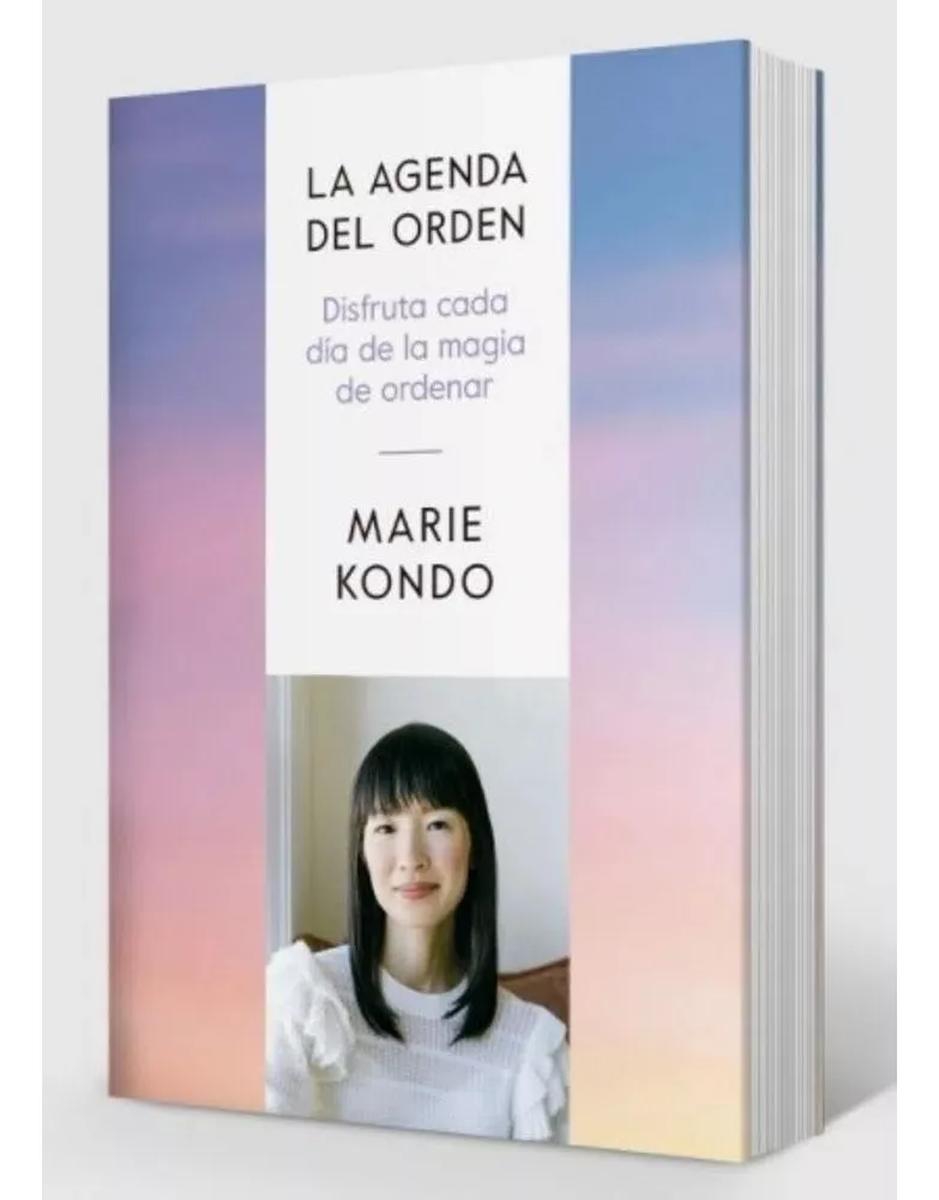 LA AGENDA
DEL ORDEN
Disfruta cada
día de la magia
de ordenar
MARIE
KONDO